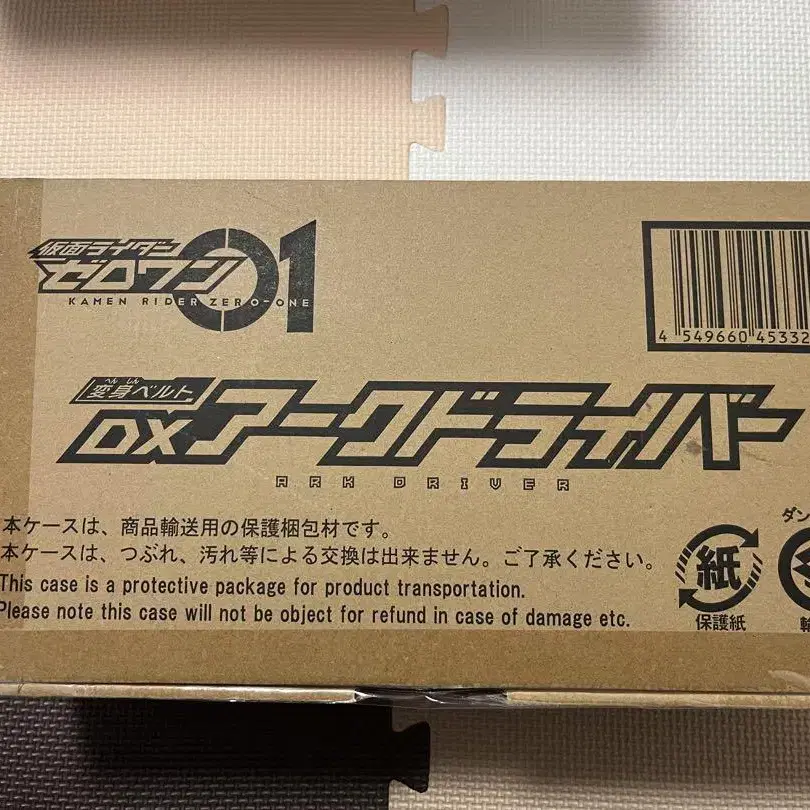 仮面ライダー
ゼロワン 01
KAMEN RIDER ZERO-ONE
4 549660 45332
へんしん
変身ベルト
DXアークドライバー
ARK DRIVER
本ケースは、商品輸送用の保護梱包材です。
本ケースは、つぶれ、汚れ等による交換は出来ません。ご了承ください。
This case is a protective package for product transportation.
Please note this case will not be object for refund in case of damage etc.
紙
保護紙
ダン